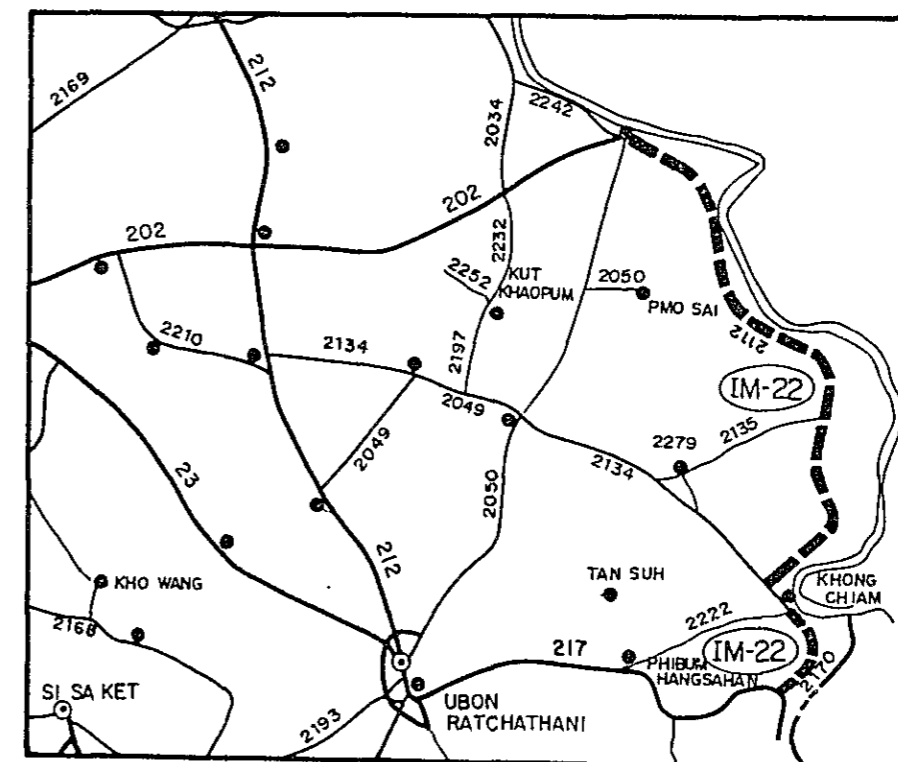 212
2169
2242
2034
202
202
2232
2252
KUT
KHAOPUM
2050
PMO SAI
2112
2210
2134
2197
IM-22
2049
2049
2279
2135
2134
23
2050
212
KHO WANG
TAN SUH
KHONG
CHIAM
2168
2222
217
PHIBUM
HANGSAHAN
IM-22
2170
SI SA KET
2193
UBON
RATCHATHANI